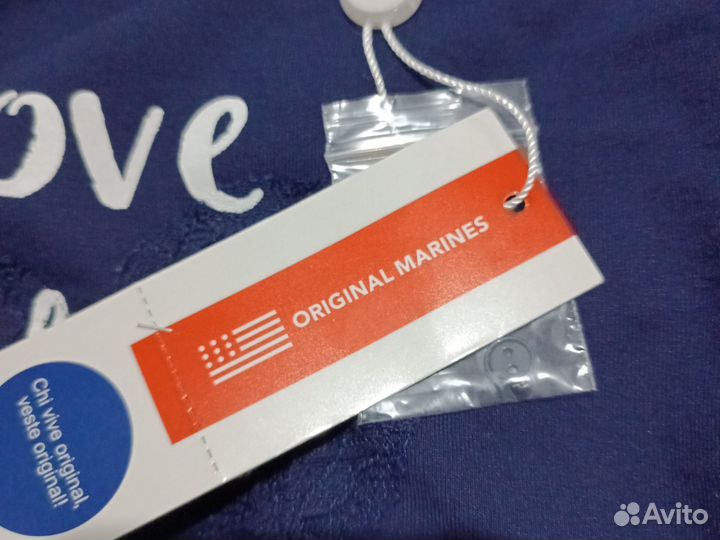 ove
ORIGINAL MARINES
Chi vive original,
veste original!
Avito